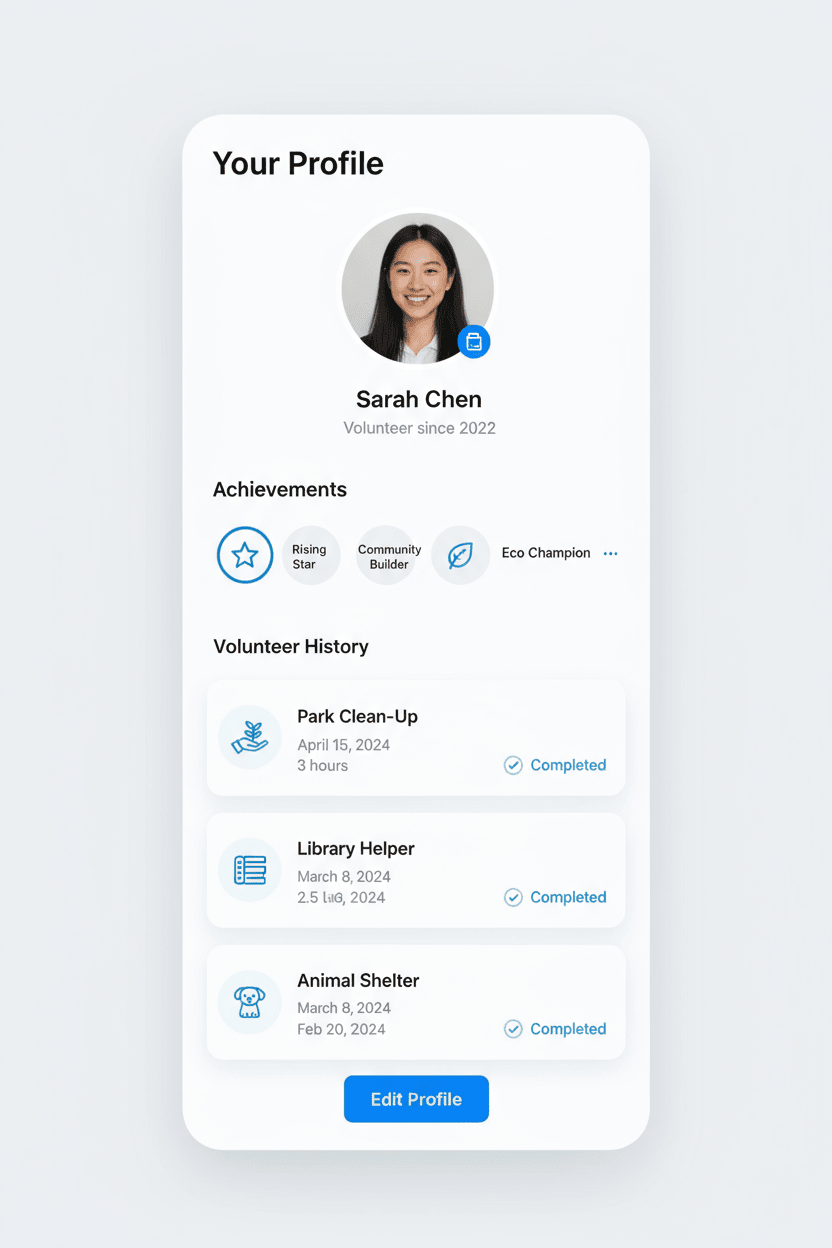 Your Profile
Sarah Chen
Volunteer since 2022
Achievements
Rising
Star
Community
Builder
Eco Champion
Volunteer History
Park Clean-Up
April 15, 2024
3 hours
Completed
Library Helper
March 8, 2024
2.5 2024
Completed
Animal Shelter
March 8, 2024
Feb 20, 2024
Completed
Edit Profile